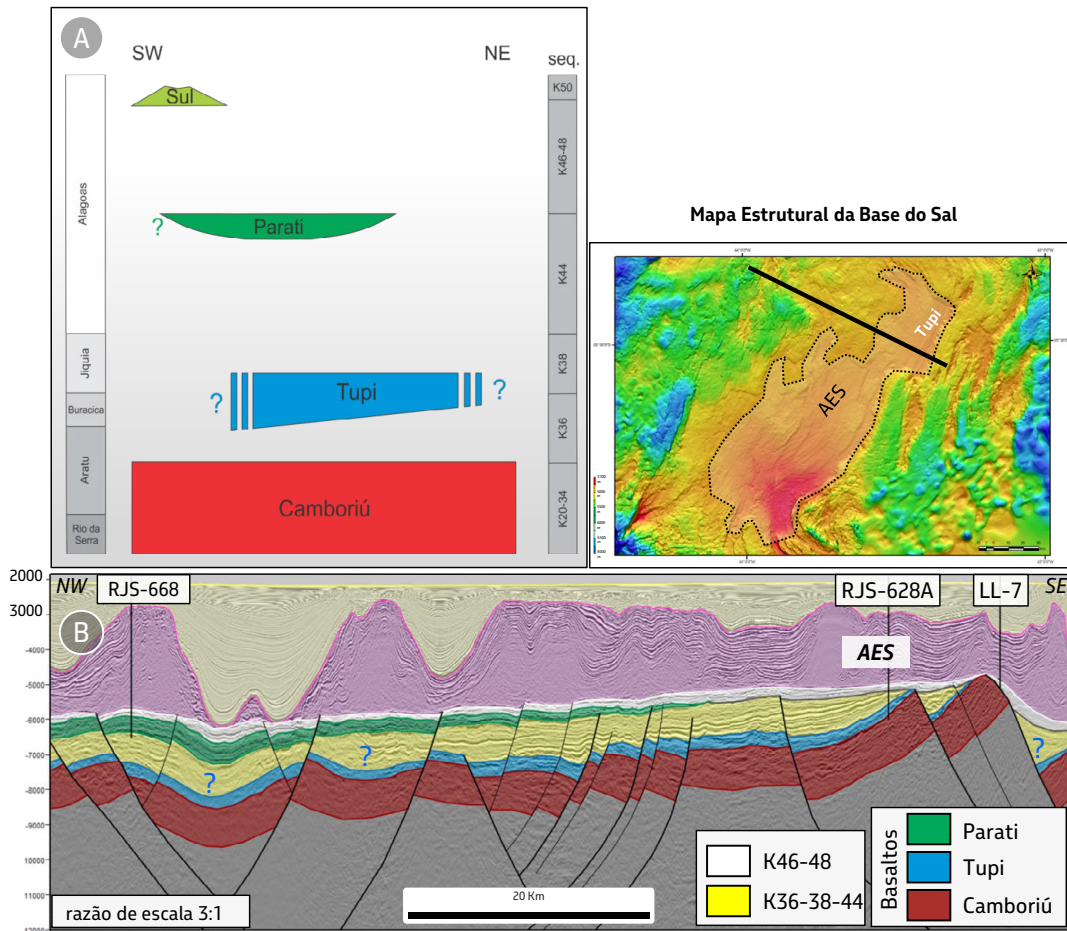 A
SW
NE
seq.
Sul
K50
K46-48
Alagoas
?
Parati
K44
Jiquia
K38
?
Tupi
?
Buracica
K36
Aratu
Camboriú
K20-34
Rio da
Serra
Mapa Estrutural da Base do Sal
Tupi
AES
2000
NW
RJS-668
RJS-628A
LL-7
SE
3000
B
-4000
AES
-5000
-6000
-7000
?
?
?
-8000
-9000
10000
11000
12000
K46-48
K36-38-44
Basaltos
Parati
Tupi
Camboriú
20 Km
razão de escala 3:1